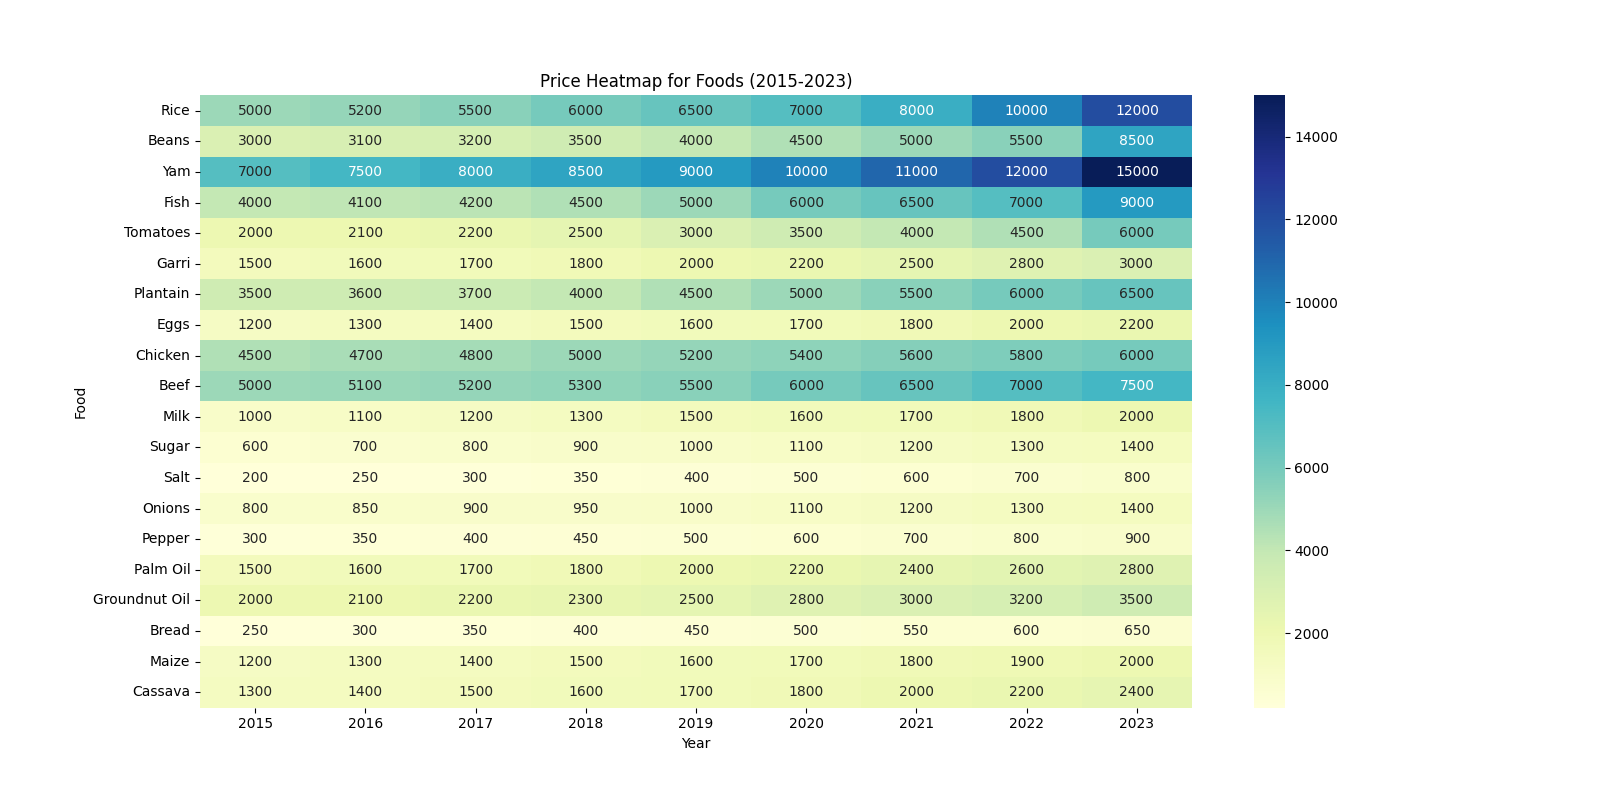 Price Heatmap for Foods (2015-2023)
Rice 5000 5200 5500 6000 6500 7000 8000 10000 12000
Beans 3000 3100 3200 3500 4000 4500 5000 5500 8500
Yam 7000 7500 8000 8500 9000 10000 11000 12000 15000
Fish 4000 4100 4200 4500 5000 6000 6500 7000 9000
Tomatoes 2000 2100 2200 2500 3000 3500 4000 4500 6000
Garri 1500 1600 1700 1800 2000 2200 2500 2800 3000
Plantain 3500 3600 3700 4000 4500 5000 5500 6000 6500
Eggs 1200 1300 1400 1500 1600 1700 1800 2000 2200
Chicken 4500 4700 4800 5000 5200 5400 5600 5800 6000
Beef 5000 5100 5200 5300 5500 6000 6500 7000 7500
Milk 1000 1100 1200 1300 1500 1600 1700 1800 2000
Sugar 600 700 800 900 1000 1100 1200 1300 1400
Salt 200 250 300 350 400 500 600 700 800
Onions 800 850 900 950 1000 1100 1200 1300 1400
Pepper 300 350 400 450 500 600 700 800 900
Palm Oil 1500 1600 1700 1800 2000 2200 2400 2600 2800
Groundnut Oil 2000 2100 2200 2300 2500 2800 3000 3200 3500
Bread 250 300 350 400 450 500 550 600 650
Maize 1200 1300 1400 1500 1600 1700 1800 1900 2000
Cassava 1300 1400 1500 1600 1700 1800 2000 2200 2400
2015 2016 2017 2018 2019 2020 2021 2022 2023
Year
Food
14000
12000
10000
8000
6000
4000
2000